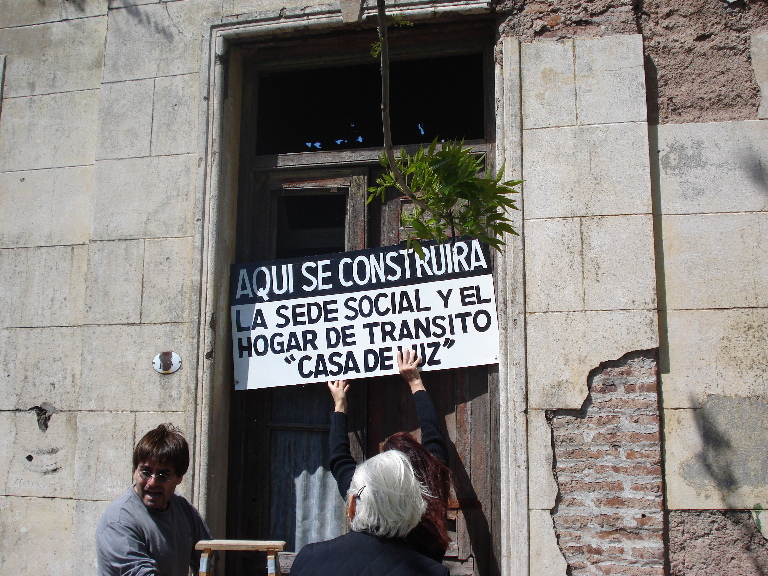 AQUI SE CONSTRUIRA
LA SEDE SOCIAL Y EL
HOGAR DE TRANSITO
"CASA DE LUZ"